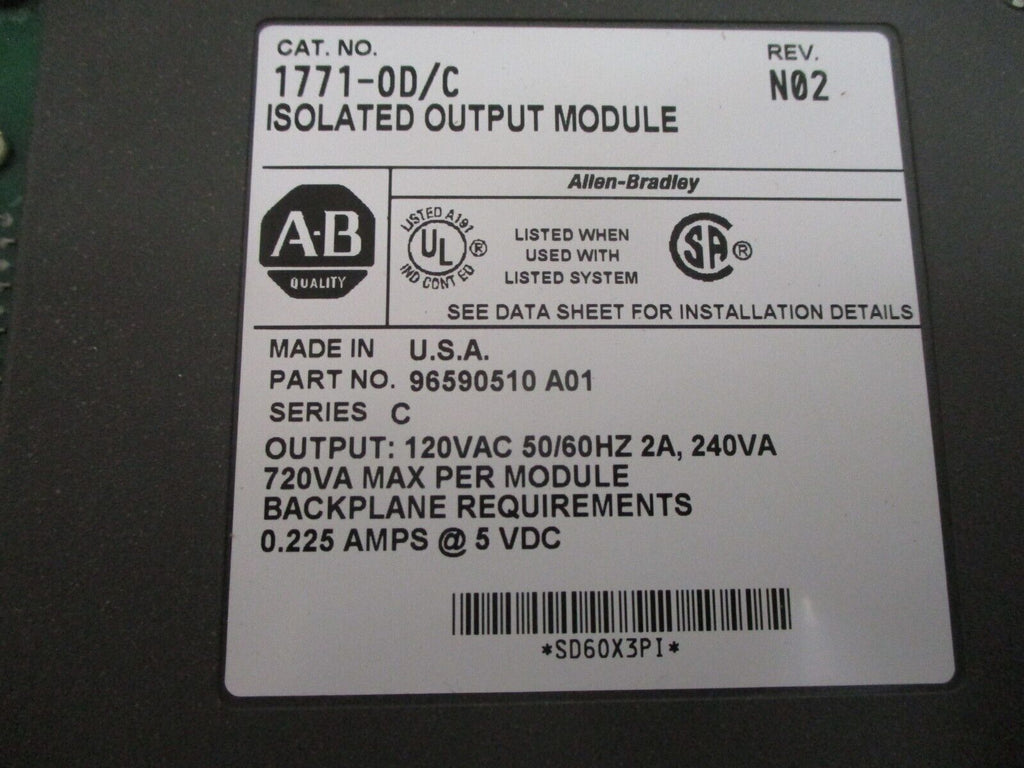 CAT. NO.
REV.
1771-OD/C
N02
ISOLATED OUTPUT MODULE
Allen-Bradley
A-B
QUALITY
LISTED A191
UL ®
IND CONT EQ
LISTED WHEN
USED WITH
LISTED SYSTEM
SA ®
SEE DATA SHEET FOR INSTALLATION DETAILS
MADE IN U.S.A.
PART NO. 96590510 A01
SERIES C
OUTPUT: 120VAC 50/60HZ 2A, 240VA
720VA MAX PER MODULE
BACKPLANE REQUIREMENTS
0.225 AMPS @ 5 VDC
*SD60X3PI*